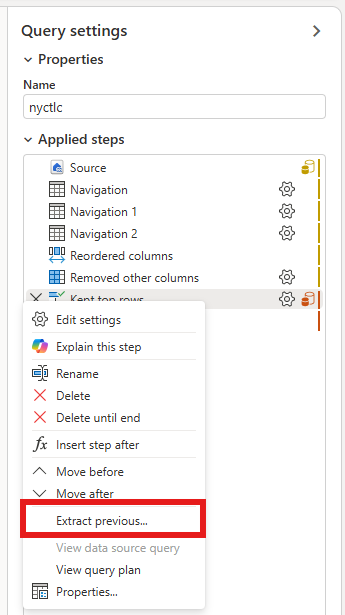 Query settings
Properties
Name
nyctlc
Applied steps
Source
Navigation
Navigation 1
Navigation 2
Reordered columns
Removed other columns
Kept top rows
Edit settings
Explain this step
Rename
Delete
Delete until end
fx Insert step after
Move before
Move after
Extract previous...
View data source query
View query plan
Properties...